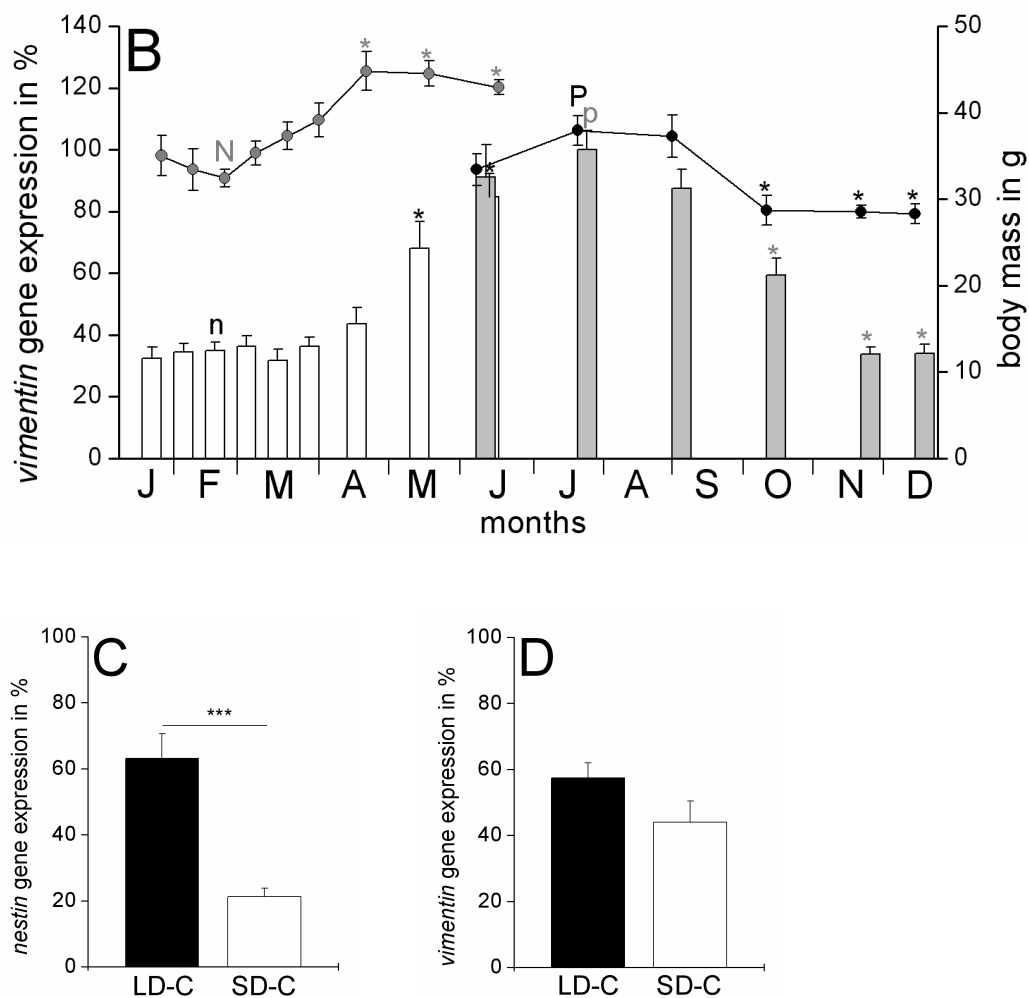 B
vimentin gene expression in %
140
120
100
80
60
40
20
0
50
40
30
20
10
0
body mass in g
* * *
N
P
p
* * *
n
*
*
* * *
J F M A M J J A S O N D
months
C
nestin gene expression in %
100
80
60
40
20
0
***
LD-C SD-C
D
vimentin gene expression in %
100
80
60
40
20
0
LD-C SD-C